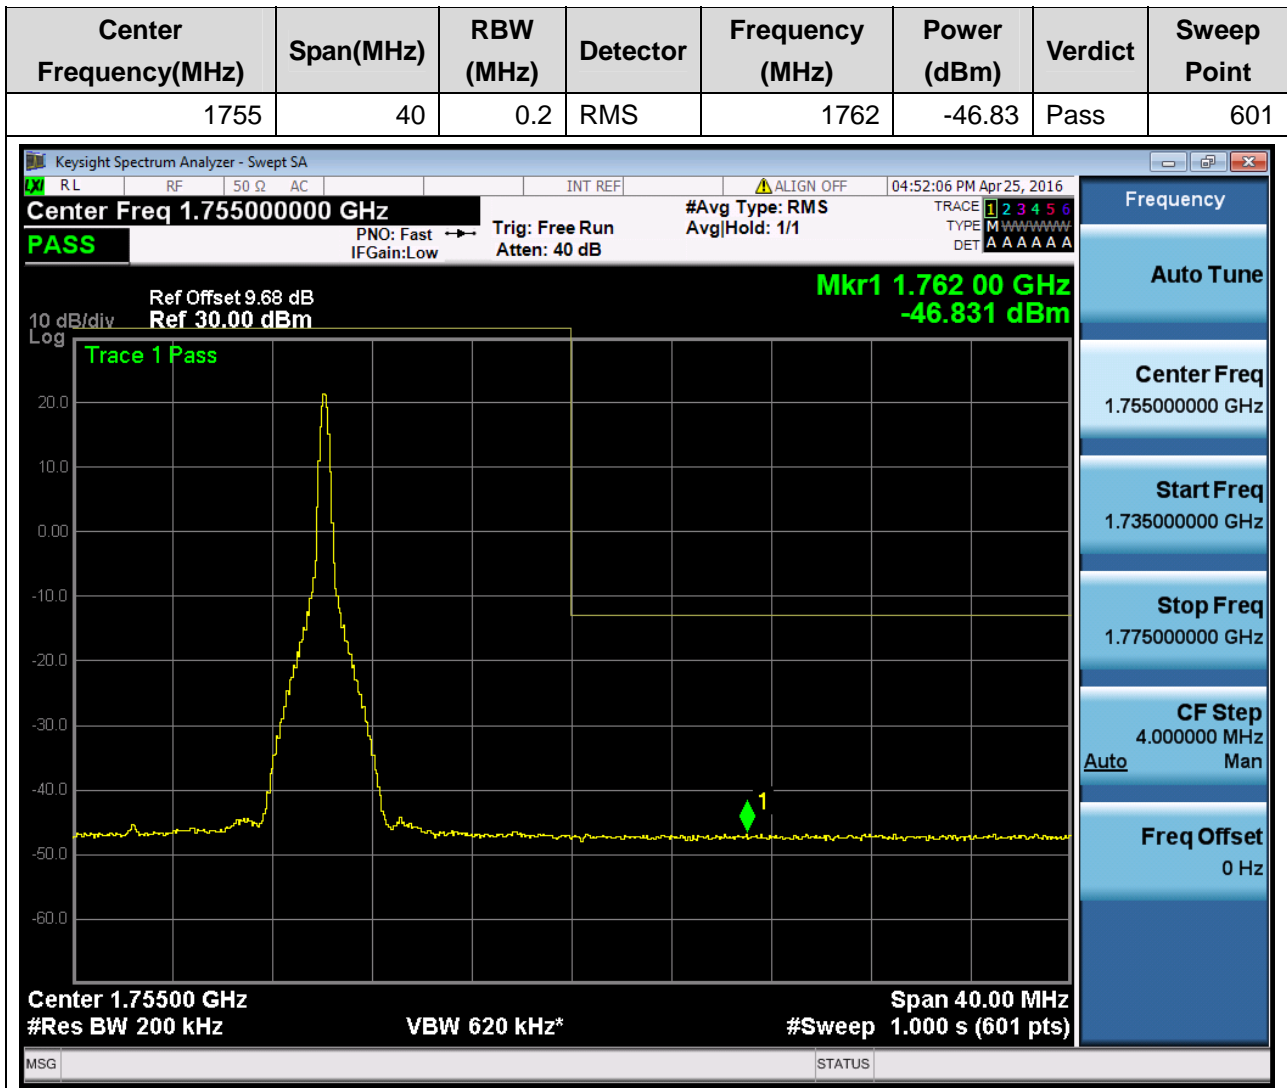 Center Frequency(MHz) Span(MHz) RBW (MHz) Detector Frequency (MHz) Power (dBm) Verdict Sweep Point
1755 40 0.2 RMS 1762 -46.83 Pass 601
Keysight Spectrum Analyzer - Swept SA
LXI RL RF 50 Ω AC INT REF ALIGN OFF 04:52:06 PM Apr 25, 2016
Center Freq 1.755000000 GHz
#Avg Type: RMS
TRACE 1 2 3 4 5 6
PASS
PNO: Fast
Trig: Free Run
Avg|Hold: 1/1
TYPE M WWWWW
IFGain:Low
Atten: 40 dB
DET A A A A A A
Mkr1 1.762 00 GHz
-46.831 dBm
Ref Offset 9.68 dB
10 dB/div Ref 30.00 dBm
Log
Trace 1 Pass
20.0
10.0
0.00
-10.0
-20.0
-30.0
-40.0
-50.0
-60.0
1
Center 1.75500 GHz
Span 40.00 MHz
#Res BW 200 kHz
VBW 620 kHz*
#Sweep 1.000 s (601 pts)
MSG
STATUS
Frequency
Auto Tune
Center Freq
1.755000000 GHz
Start Freq
1.735000000 GHz
Stop Freq
1.775000000 GHz
CF Step
4.000000 MHz
Auto Man
Freq Offset
0 Hz